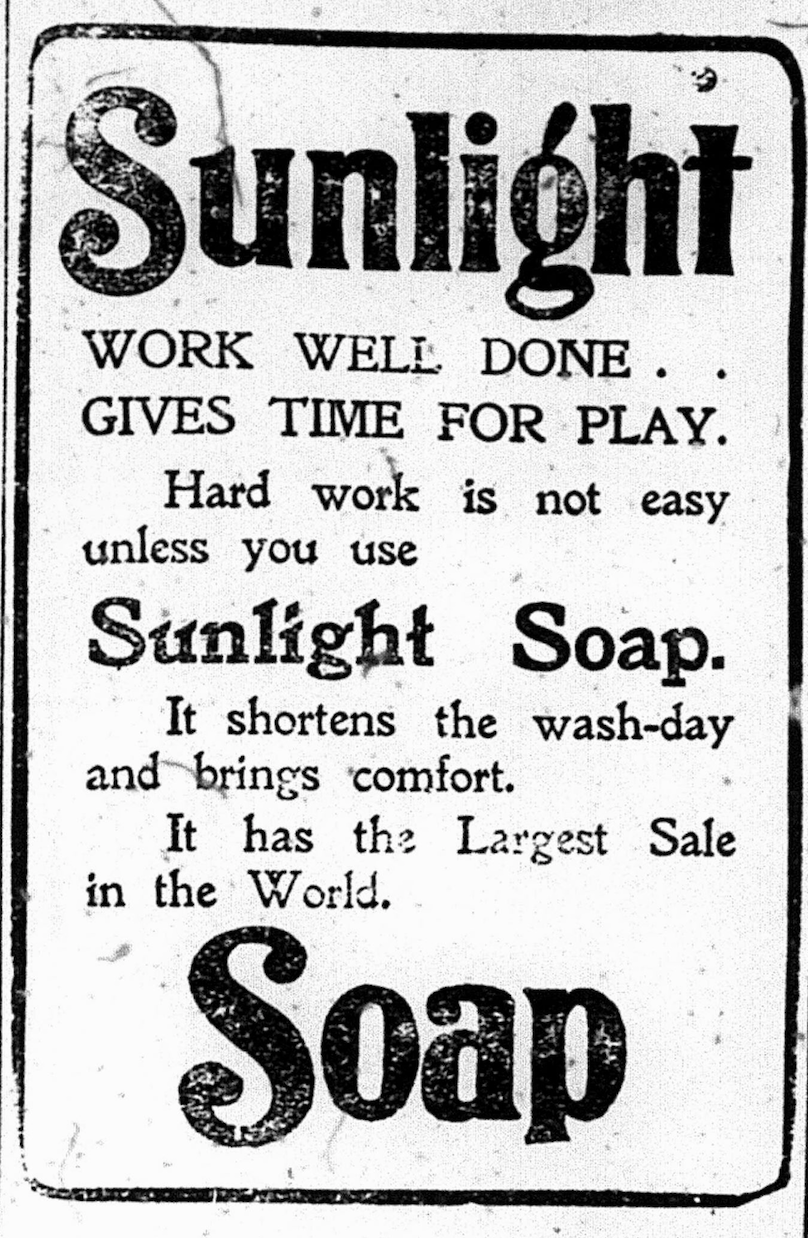 Sunlight
WORK WELL DONE . .
GIVES TIME FOR PLAY.
Hard work is not easy
unless you use
Sunlight Soap.
It shortens the wash-day
and brings comfort.
It has the Largest Sale
in the World.
Soap